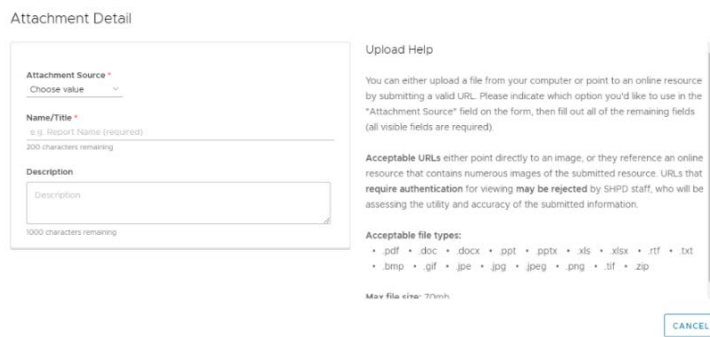 Attachment Detail
Attachment Source *
Choose value
Name/Title *
e.g. Report Name (required)
200 characters remaining
Description
Description
1000 characters remaining
Upload Help
You can either upload a file from your computer or point to an online resource
by submitting a valid URL. Please indicate which option you'd like to use in the
"Attachment Source" field on the form, then fill out all of the remaining fields
(all visible fields are required).
Acceptable URLs either point directly to an image, or they reference an online
resource that contains numerous images of the submitted resource. URLs that
require authentication for viewing may be rejected by SHPD staff, who will be
assessing the utility and accuracy of the submitted information.
Acceptable file types:
• .pdf • .doc • .docx • .ppt • .pptx • .xls • .xlsx • .rtf • .txt
• .bmp • .gif • .jpe • .jpg • .jpeg • .png • .tif • .zip
Max file size: 70mb
CANCEL